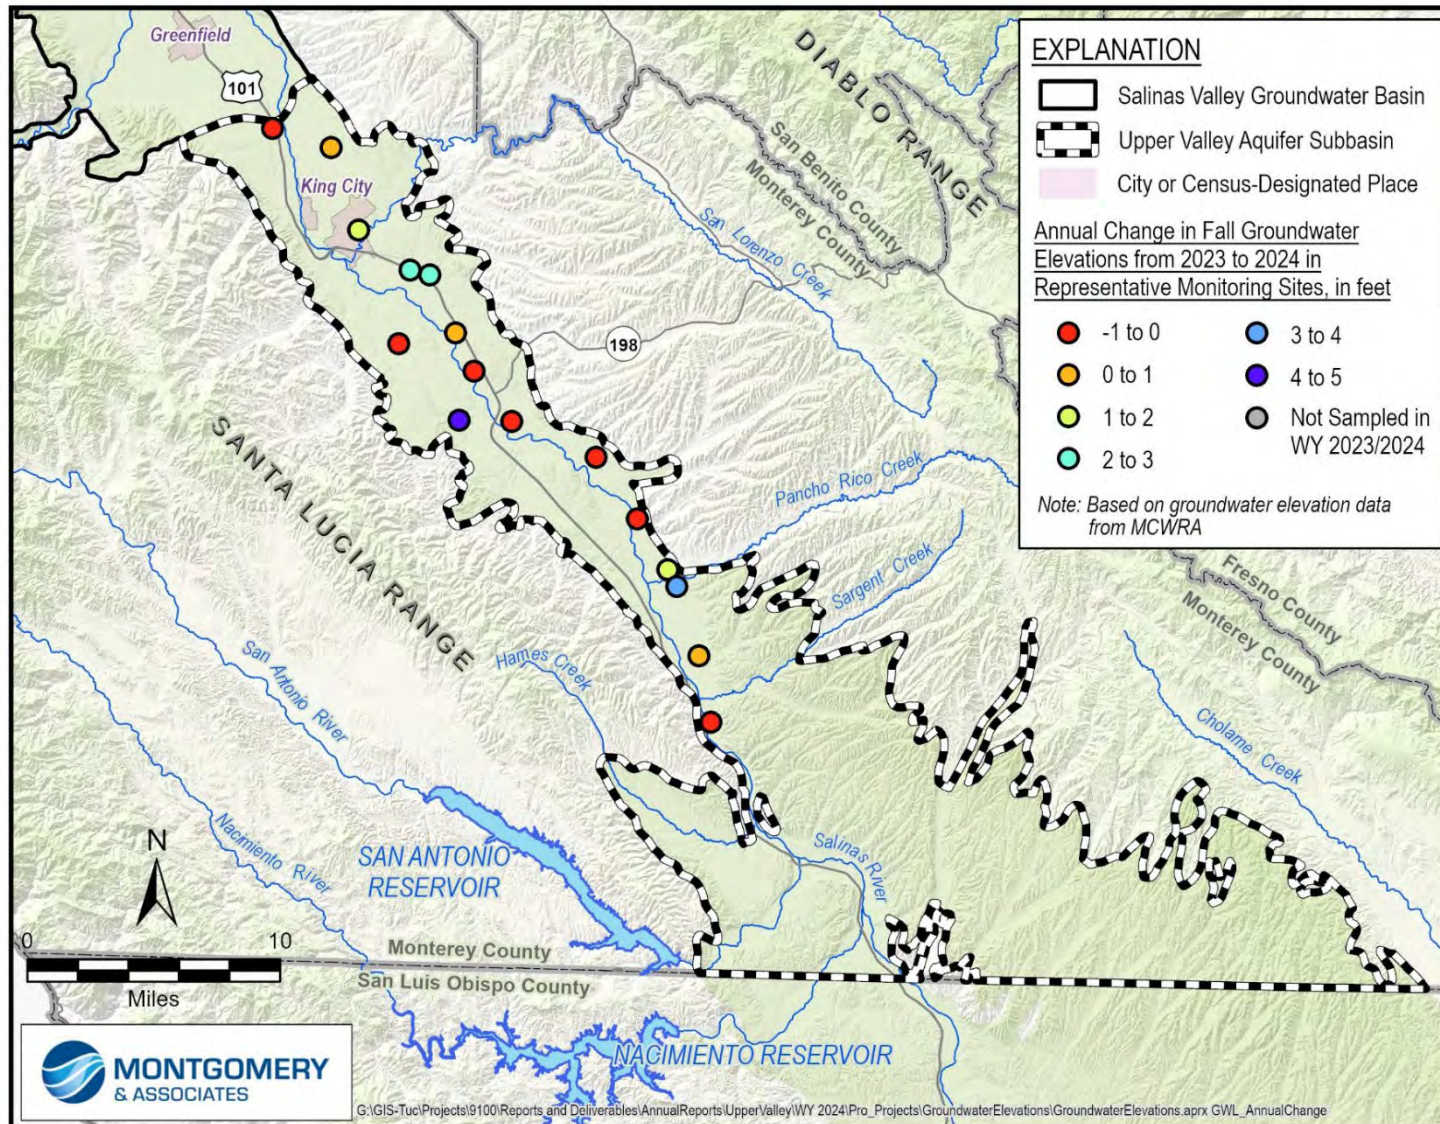 Greenfield
101
King City
DIABLO RANGE
San Benito County
Monterey County
San Lorenzo Creek
198
SANTA LUCIA RANGE
Pancho Rico Creek
Sargent Creek
Hames Creek
San Antonio River
Nacimiento River
Fresno County
Monterey County
Cholame Creek
SAN ANTONIO
RESERVOIR
Salinas River
N
0 10
Miles
Monterey County
San Luis Obispo County
NACIMIENTO RESERVOIR
EXPLANATION
Salinas Valley Groundwater Basin
Upper Valley Aquifer Subbasin
City or Census-Designated Place
Annual Change in Fall Groundwater
Elevations from 2023 to 2024 in
Representative Monitoring Sites, in feet
-1 to 0
0 to 1
1 to 2
2 to 3
3 to 4
4 to 5
Not Sampled in
WY 2023/2024
Note: Based on groundwater elevation data
from MCWRA
MONTGOMERY
& ASSOCIATES
G:\GIS-Tuc\Projects\9100\Reports and Deliverables\AnnualReports\UpperValley\WY 2024\Pro_Projects\GroundwaterElevations\GroundwaterElevations.aprx GWL_AnnualChange